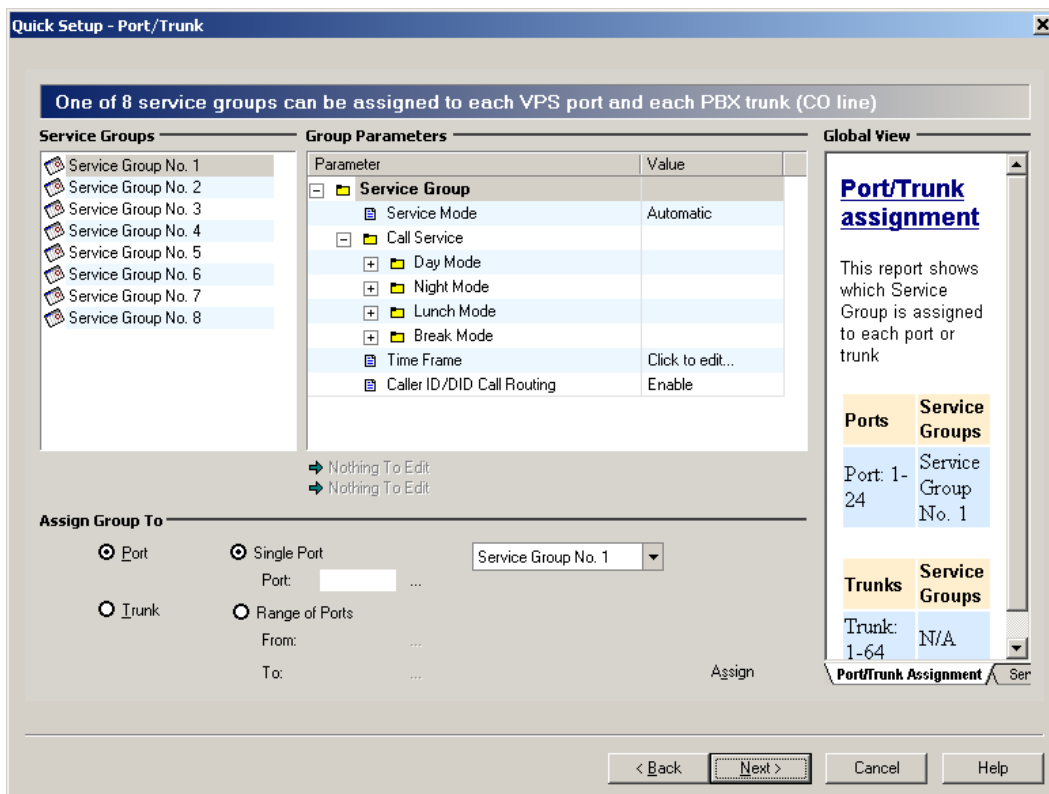 Quick Setup - Port/Trunk
One of 8 service groups can be assigned to each VPS port and each PBX trunk (CO line)
Service Groups
Service Group No. 1
Service Group No. 2
Service Group No. 3
Service Group No. 4
Service Group No. 5
Service Group No. 6
Service Group No. 7
Service Group No. 8
Group Parameters
Parameter Value
Service Group
Service Mode Automatic
Call Service
Day Mode
Night Mode
Lunch Mode
Break Mode
Time Frame Click to edit...
Caller ID/DID Call Routing Enable
Nothing To Edit
Nothing To Edit
Assign Group To
Port
Single Port
Service Group No. 1
Port: ...
Trunk
Range of Ports
From: ...
To: ...
Assign
Global View
Port/Trunk
assignment
This report shows
which Service
Group is assigned
to each port or
trunk
Ports Service
Groups
Port: 1-
24
Service
Group
No. 1
Trunks Service
Groups
Trunk:
1-64
N/A
Port/Trunk Assignment Ser
< Back
Next >
Cancel
Help